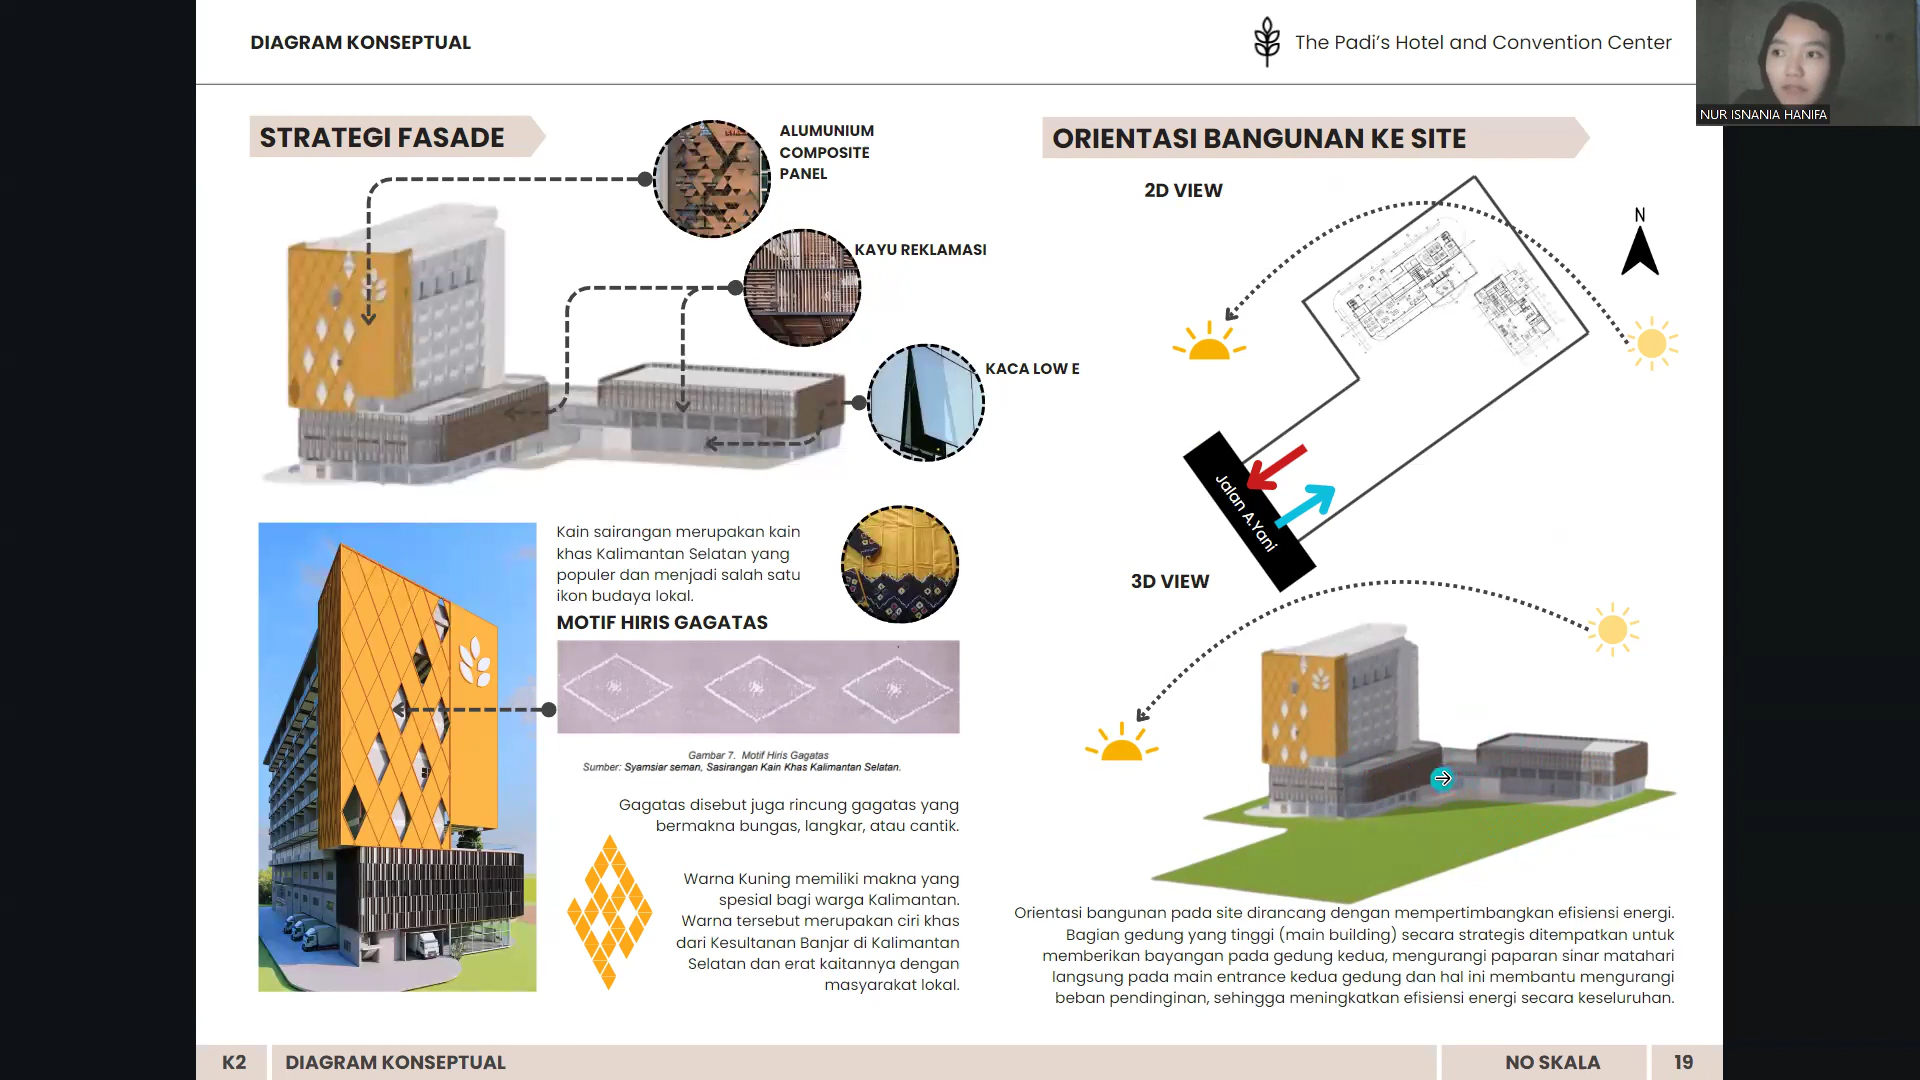 DIAGRAM KONSEPTUAL
The Padi's Hotel and Convention Center
NUR ISNANIA HANIFA
STRATEGI FASADE
ALUMUNIUM
COMPOSITE
PANEL
KAYU REKLAMASI
KACA LOW E
Kain sairangan merupakan kain
khas Kalimantan Selatan yang
populer dan menjadi salah satu
ikon budaya lokal.
MOTIF HIRIS GAGATAS
Gambar 7. Motif Hiris Gagatas
Sumber: Syamsiar seman, Sasirangan Kain Khas Kalimantan Selatan.
Gagatas disebut juga rincung gagatas yang
bermakna bungas, langkar, atau cantik.
Warna Kuning memiliki makna yang
spesial bagi warga Kalimantan.
Warna tersebut merupakan ciri khas
dari Kesultanan Banjar di Kalimantan
Selatan dan erat kaitannya dengan
masyarakat lokal.
ORIENTASI BANGUNAN KE SITE
2D VIEW
N
Jalan A.Yani
3D VIEW
Orientasi bangunan pada site dirancang dengan mempertimbangkan efisiensi energi.
Bagian gedung yang tinggi (main building) secara strategis ditempatkan untuk
memberikan bayangan pada gedung kedua, mengurangi paparan sinar matahari
langsung pada main entrance kedua gedung dan hal ini membantu mengurangi
beban pendinginan, sehingga meningkatkan efisiensi energi secara keseluruhan.
K2
DIAGRAM KONSEPTUAL
NO SKALA
19